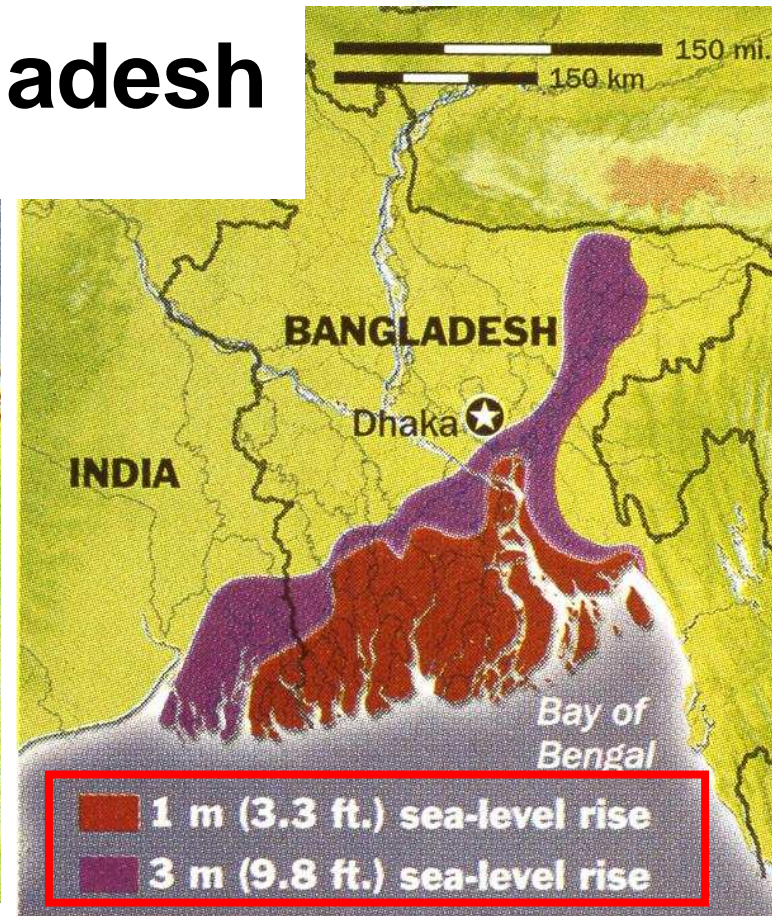 adesh
150 mi.
150 km
BANGLADESH
Dhaka
INDIA
Bay of
Bengal
1 m (3.3 ft.) sea-level rise
3 m (9.8 ft.) sea-level rise